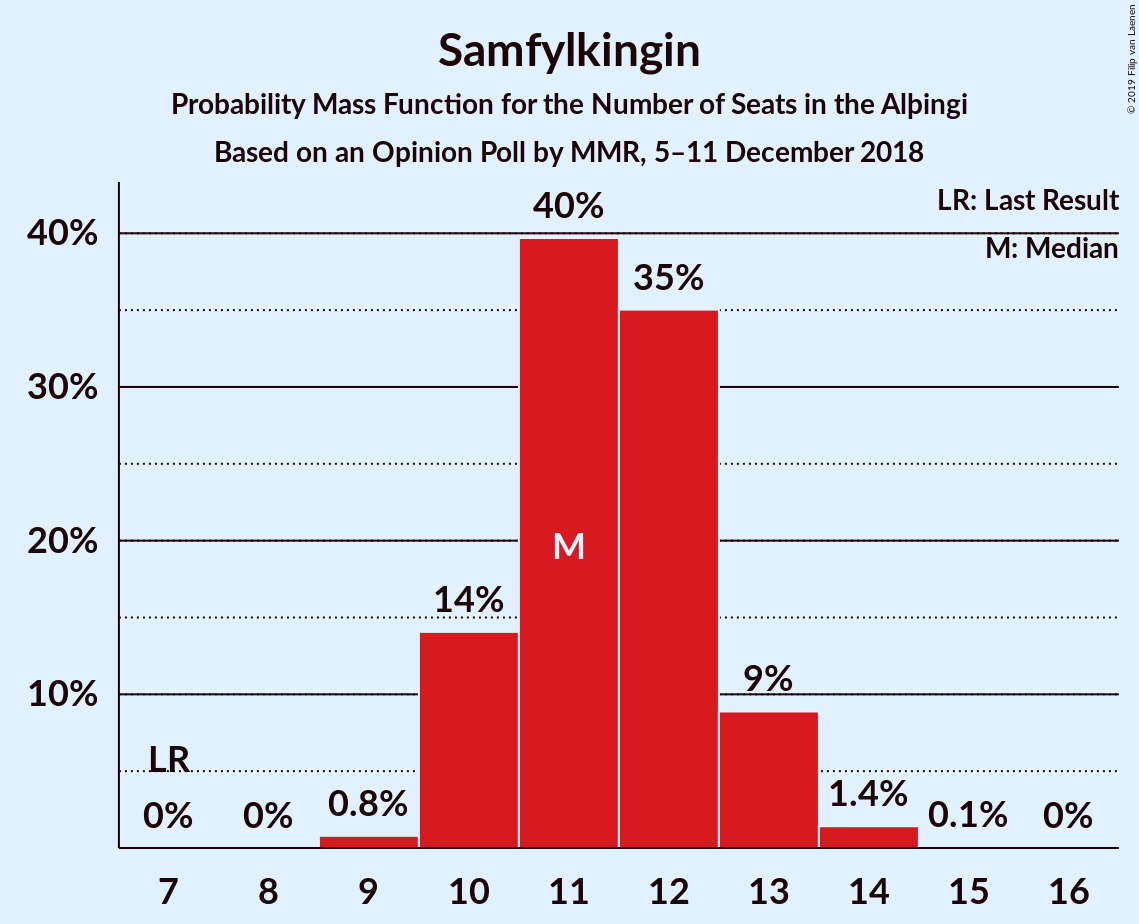 Samfylkingin
Probability Mass Function for the Number of Seats in the Alþingi
Based on an Opinion Poll by MMR, 5–11 December 2018
© 2019 Filip van Laenen
LR: Last Result
M: Median
40%
30%
20%
10%
40%
35%
14%
9%
M
LR
0%
0%
0.8%
1.4%
0.1%
0%
7 8 9 10 11 12 13 14 15 16